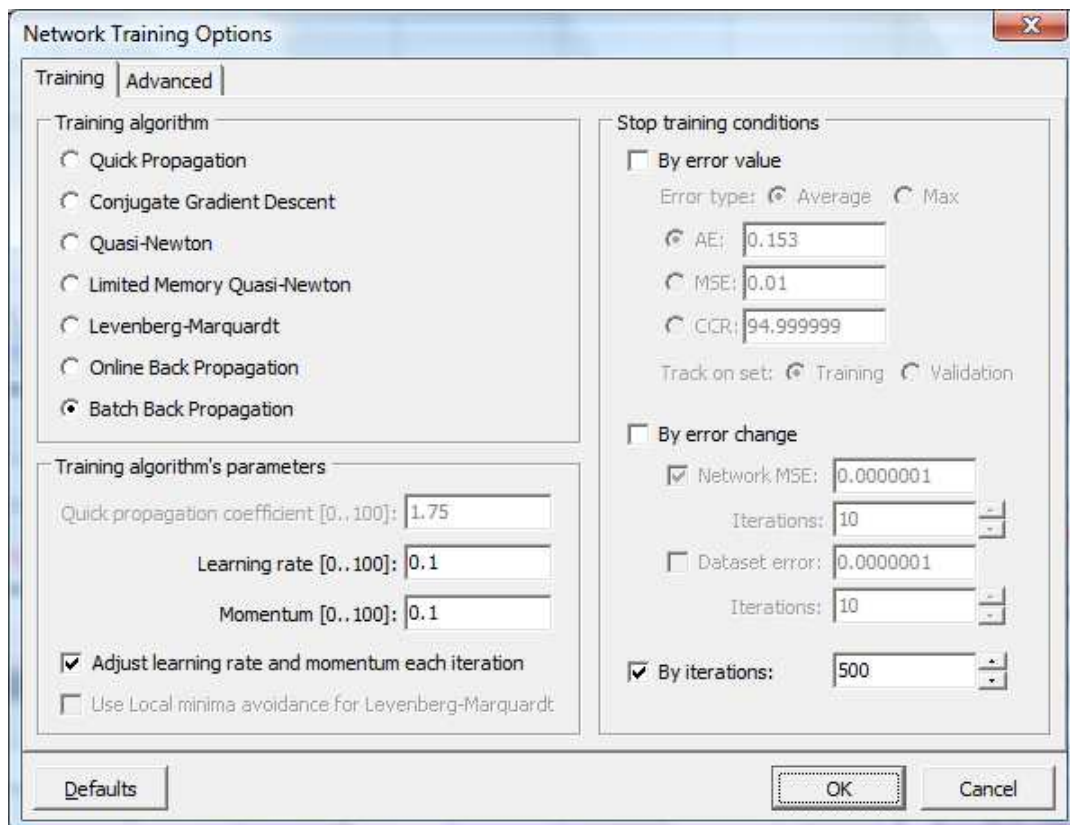 Network Training Options
Training
Advanced
Training algorithm
Quick Propagation
Conjugate Gradient Descent
Quasi-Newton
Limited Memory Quasi-Newton
Levenberg-Marquardt
Online Back Propagation
Batch Back Propagation
Training algorithm's parameters
Quick propagation coefficient [0..100]: 1.75
Learning rate [0..100]: 0.1
Momentum [0..100]: 0.1
Adjust learning rate and momentum each iteration
Use Local minima avoidance for Levenberg-Marquardt
Stop training conditions
By error value
Error type: Average Max
AE: 0.153
MSE: 0.01
CCR: 94.999999
Track on set: Training Validation
By error change
Network MSE: 0.0000001
Iterations: 10
Dataset error: 0.0000001
Iterations: 10
By iterations: 500
Defaults
OK
Cancel